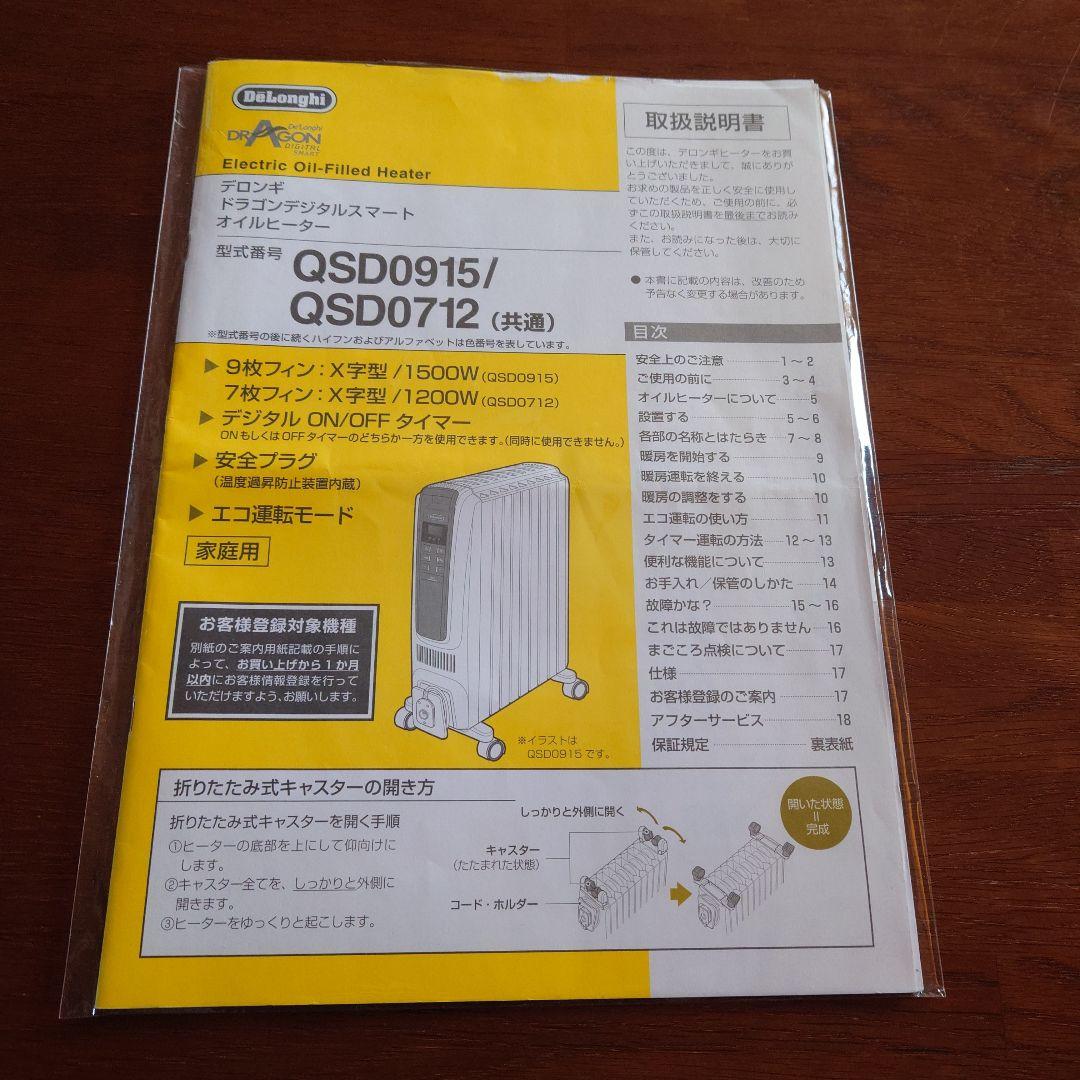 DeLonghi
De'Longhi
DRAGON
DIGITAL
SMART
Electric Oil-Filled Heater
デロンギ
ドラゴンデジタルスマート
オイルヒーター
型式番号 QSD0915/
QSD0712 (共通)
※型式番号の後に続くハイフンおよびアルファベットは色番号を表しています。
▶ 9枚フィン：X字型 /1500W (QSD0915)
7枚フィン：X字型 /1200W (QSD0712)
▶ デジタル ON/OFF タイマー
ONもしくはOFFタイマーのどちらか一方を使用できます。(同時に使用できません。)
▶ 安全プラグ
(温度過昇防止装置内蔵)
▶ エコ運転モード
家庭用
お客様登録対象機種
別紙のご案内用紙記載の手順に
よって、お買い上げから1か月
以内にお客様情報登録を行って
いただけますよう、お願いします。
※イラストは
QSD0915です。
取扱説明書
この度は、デロンギヒーターをお買
い上げいただきまして、誠にありが
とうございました。
お求めの製品を正しく安全に使用し
ていただくため、ご使用の前に、必
ずこの取扱説明書を最後までお読み
ください。
また、お読みになった後は、大切に
保管してください。
● 本書に記載の内容は、改善のため
予告なく変更する場合があります。
目次
安全上のご注意 1～2
ご使用の前に 3～4
オイルヒーターについて 5
設置する 5～6
各部の名称とはたらき 7～8
暖房を開始する 9
暖房運転を終える 10
暖房の調整をする 10
エコ運転の使い方 11
タイマー運転の方法 12～13
便利な機能について 13
お手入れ／保管のしかた 14
故障かな？ 15～16
これは故障ではありません 16
まごころ点検について 17
仕様 17
お客様登録のご案内 17
アフターサービス 18
保証規定 裏表紙
折りたたみ式キャスターの開き方
折りたたみ式キャスターを開く手順
①ヒーターの底部を上にして仰向けに
します。
②キャスター全てを、しっかりと外側に
開きます。
③ヒーターをゆっくりと起こします。
しっかりと外側に開く
キャスター
(たたまれた状態)
コード・ホルダー
開いた状態
＝
完成